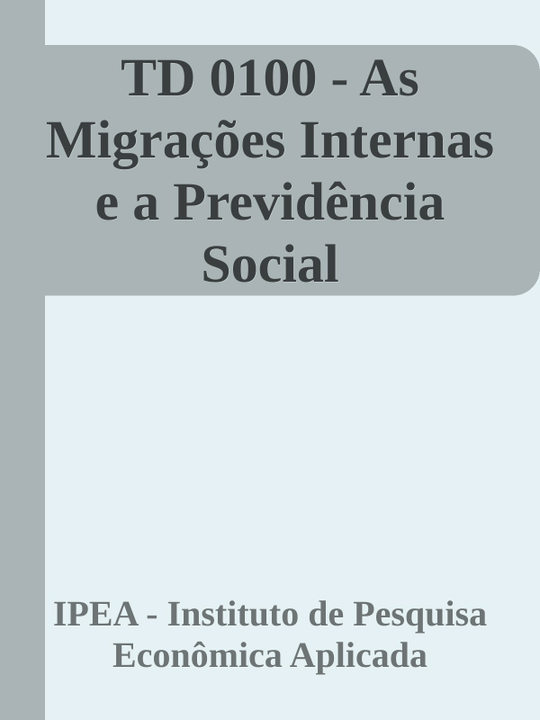 TD 0100 - As
Migrações Internas
e a Previdência
Social
IPEA - Instituto de Pesquisa
Econômica Aplicada